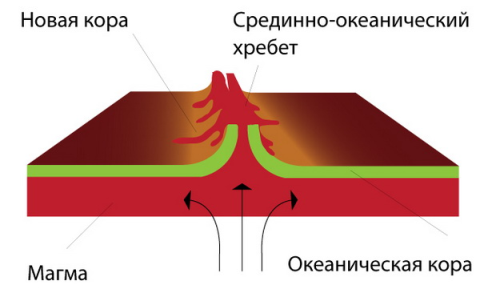 Новая кора
Срединно-океанический
хребет
Магма
Океаническая кора